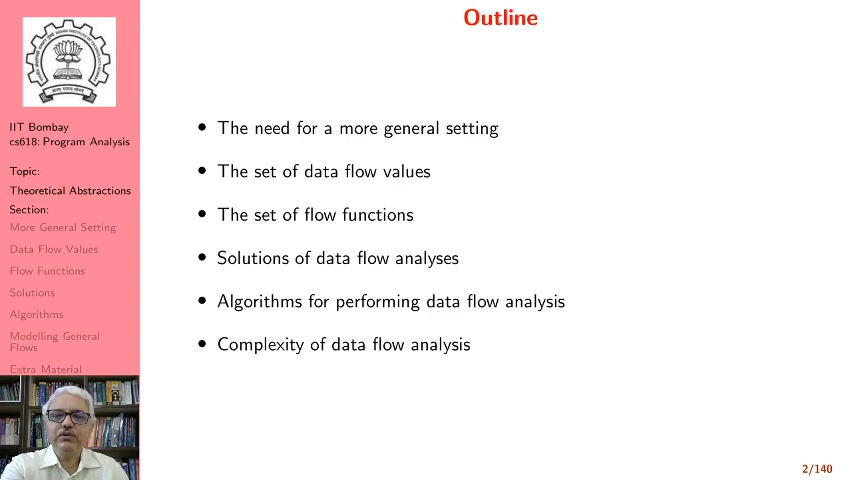 Outline
IIT Bombay
cs618: Program Analysis
Topic:
Theoretical Abstractions
Section:
More General Setting
Data Flow Values
Flow Functions
Solutions
Algorithms
Modelling General
Flows
Extra Material
• The need for a more general setting
• The set of data flow values
• The set of flow functions
• Solutions of data flow analyses
• Algorithms for performing data flow analysis
• Complexity of data flow analysis
2/140